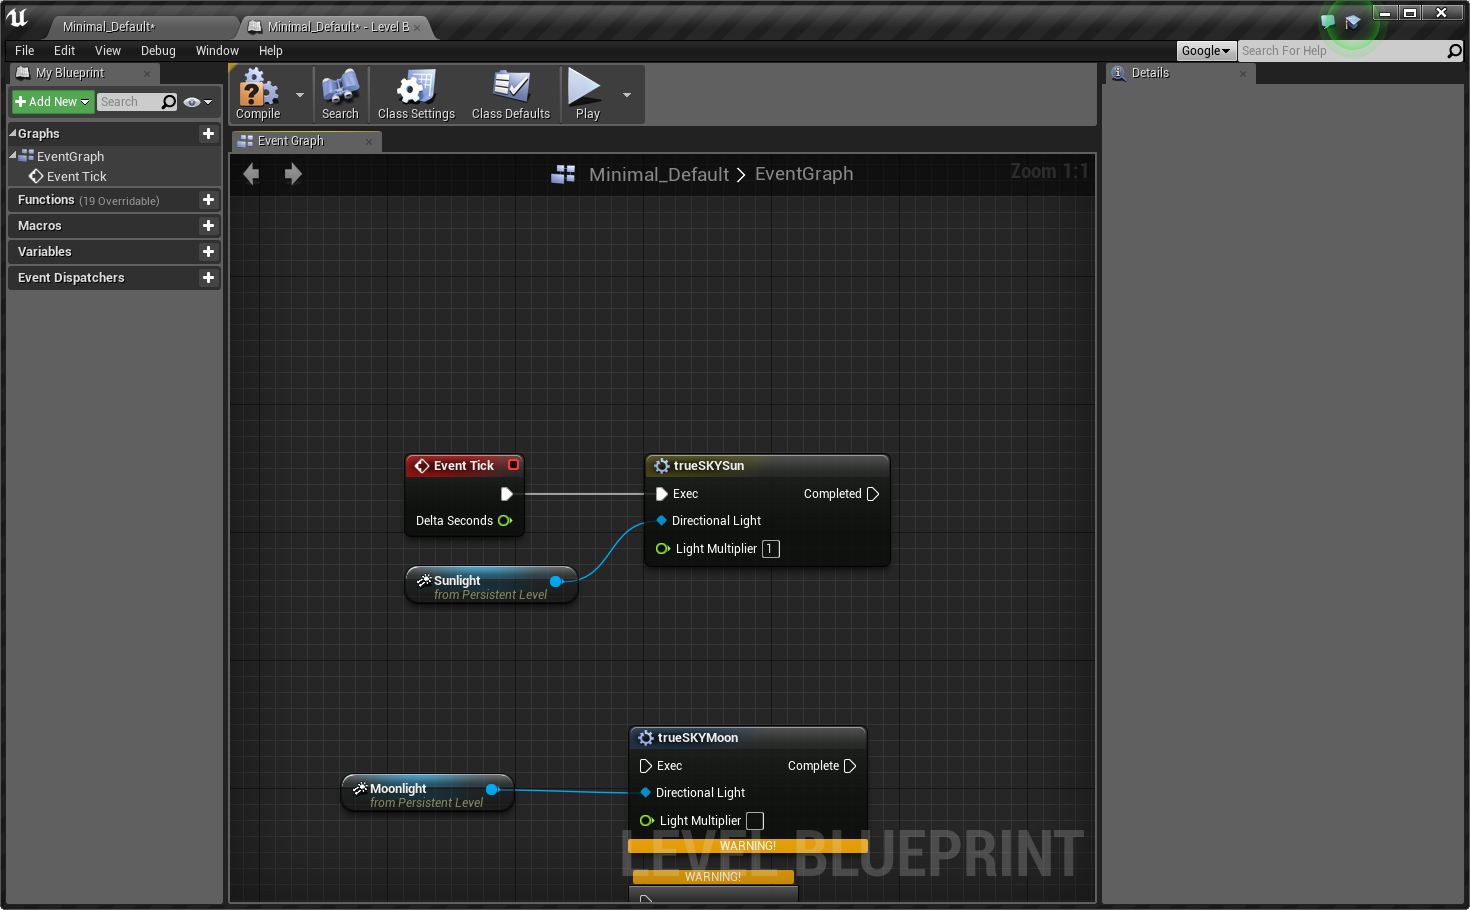 Minimal_Default*
Minimal_Default* - Level B
File Edit View Debug Window Help
Google
Search For Help
My Blueprint
Add New
Search
Graphs
EventGraph
Event Tick
Functions (19 Overridable)
Macros
Variables
Event Dispatchers
Compile
Search
Class Settings
Class Defaults
Play
Event Graph
Minimal_Default > EventGraph
Zoom 1:1
Details
Event Tick
Delta Seconds
trueSKYSun
Exec Completed
Directional Light
Light Multiplier 1
Sunlight
from Persistent Level
Moonlight
from Persistent Level
trueSKYMoon
Exec Complete
Directional Light
Light Multiplier
WARNING!
LEVEL BLUEPRINT
WARNING!